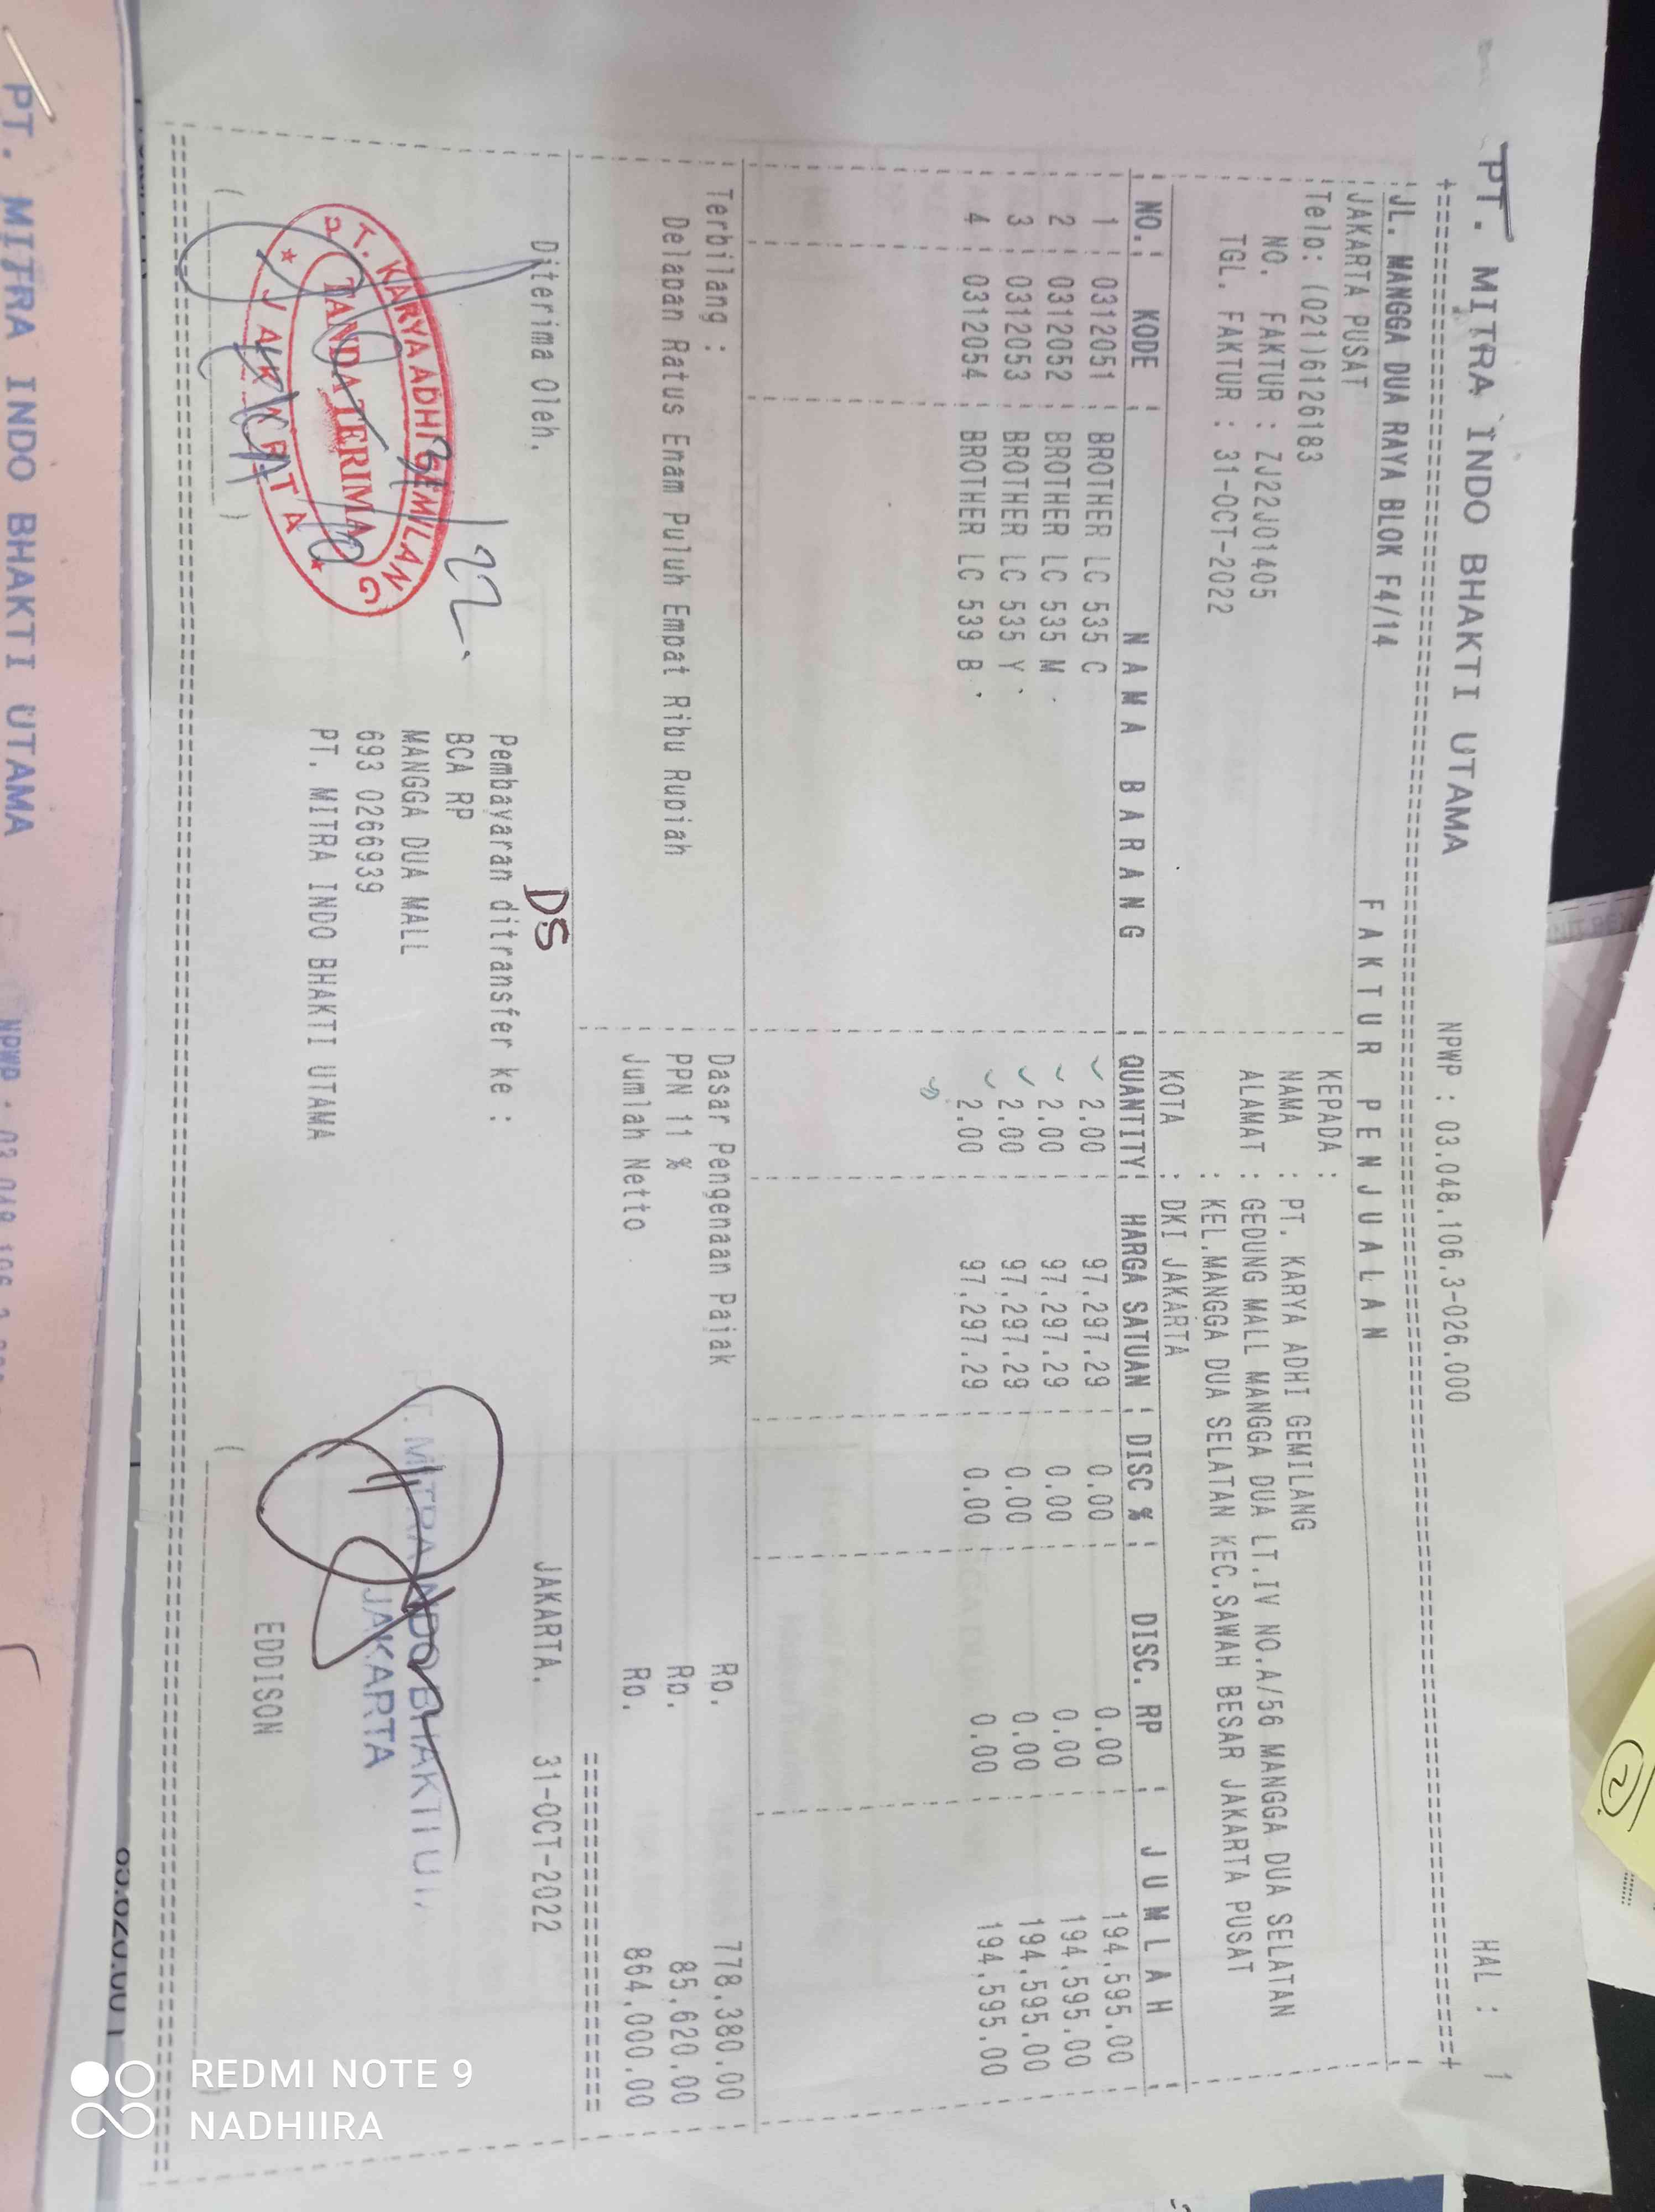 PT. MITRA INDO BHAKTI UTAMA NPWP : 03.048.106.3-026.000 HAL : 1
JL. MANGGA DUA RAYA BLOK F4/14
JAKARTA PUSAT
Telp: (021)6126183
F A K T U R P E N J U A L A N
NO. FAKTUR : ZJ22J01405
TGL. FAKTUR : 31-OCT-2022
KEPADA :
NAMA : PT. KARYA ADHI GEMILANG
ALAMAT : GEDUNG MALL MANGGA DUA LT.IV NO.A/56 MANGGA DUA SELATAN
: KEL.MANGGA DUA SELATAN KEC.SAWAH BESAR JAKARTA PUSAT
KOTA : DKI JAKARTA
NO. KODE N A M A B A R A N G QUANTITY HARGA SATUAN DISC % DISC. RP J U M L A H
1 0312051 BROTHER LC 535 C 2.00 97,297.29 0.00 0.00 194,595.00
2 0312052 BROTHER LC 535 M 2.00 97,297.29 0.00 0.00 194,595.00
3 0312053 BROTHER LC 535 Y 2.00 97,297.29 0.00 0.00 194,595.00
4 0312054 BROTHER LC 539 B 2.00 97,297.29 0.00 0.00 194,595.00
8
Terbilang :
Delapan Ratus Enam Puluh Empat Ribu Rupiah
Dasar Pengenaan Pajak Rp. 778,380.00
PPN 11 % Rp. 85,620.00
Jumlah Netto Rp. 864,000.00
Diterima Oleh,
DS
Pembayaran ditransfer ke :
BCA RP
MANGGA DUA MALL
693 0266939
PT. MITRA INDO BHAKTI UTAMA
JAKARTA, 31-OCT-2022
31/10/22.
PT. KARYA ADHI GEMILANG
TANDA TERIMA
JAKARTA
PT. MITRA INDO BHAKTI UT.
JAKARTA
EDDISON
PT. MITRA INDO BHAKTI UTAMA
REDMI NOTE 9
NADHIIRA